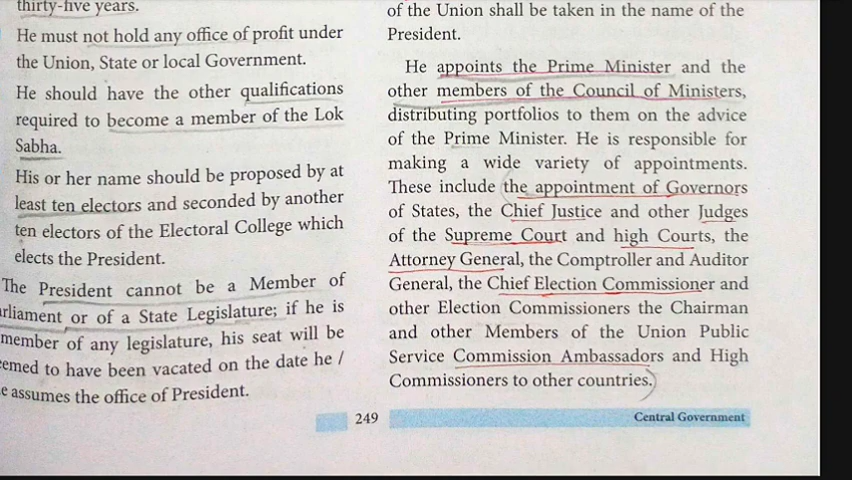 thirty-five years.
He must not hold any office of profit under
the Union, State or local Government.
He should have the other qualifications
required to become a member of the Lok
Sabha.
His or her name should be proposed by at
least ten electors and seconded by another
ten electors of the Electoral College which
elects the President.
The President cannot be a Member of
arliament or of a State Legislature; if he is
member of any legislature, his seat will be
eemed to have been vacated on the date he /
e assumes the office of President.
of the Union shall be taken in the name of the
President.
He appoints the Prime Minister and the
other members of the Council of Ministers,
distributing portfolios to them on the advice
of the Prime Minister. He is responsible for
making a wide variety of appointments.
These include the appointment of Governors
of States, the Chief Justice and other Judges
of the Supreme Court and high Courts, the
Attorney General, the Comptroller and Auditor
General, the Chief Election Commissioner and
other Election Commissioners the Chairman
and other Members of the Union Public
Service Commission Ambassadors and High
Commissioners to other countries.
249
Central Government